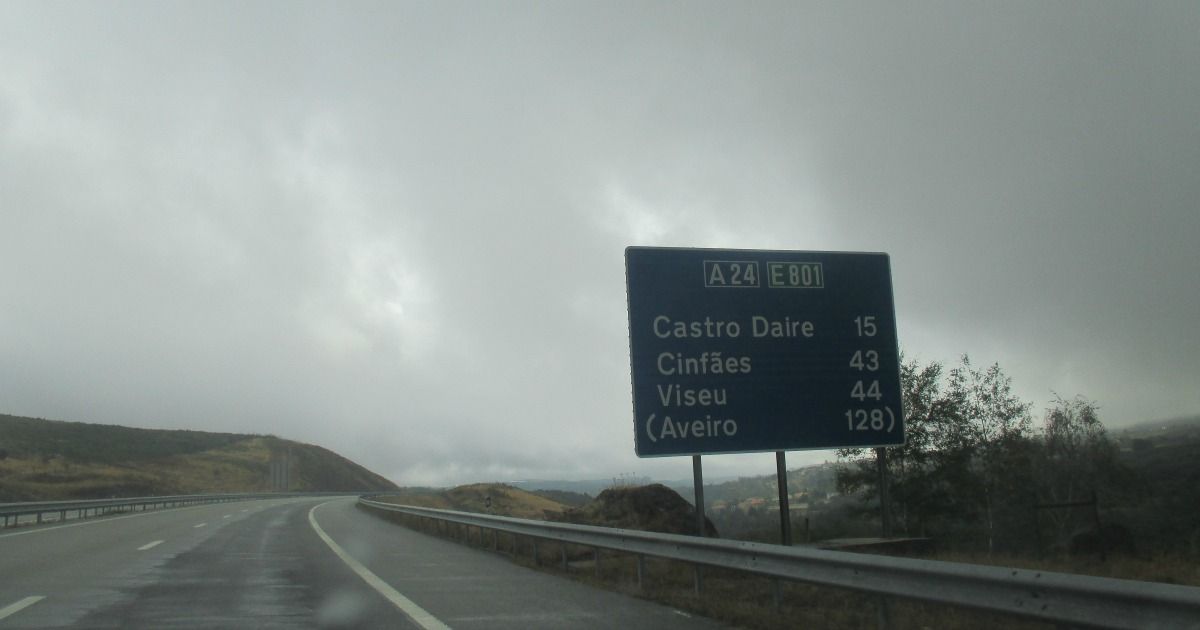 A 24 E 801
Castro Daire 15
Cinfães 43
Viseu 44
(Aveiro 128)